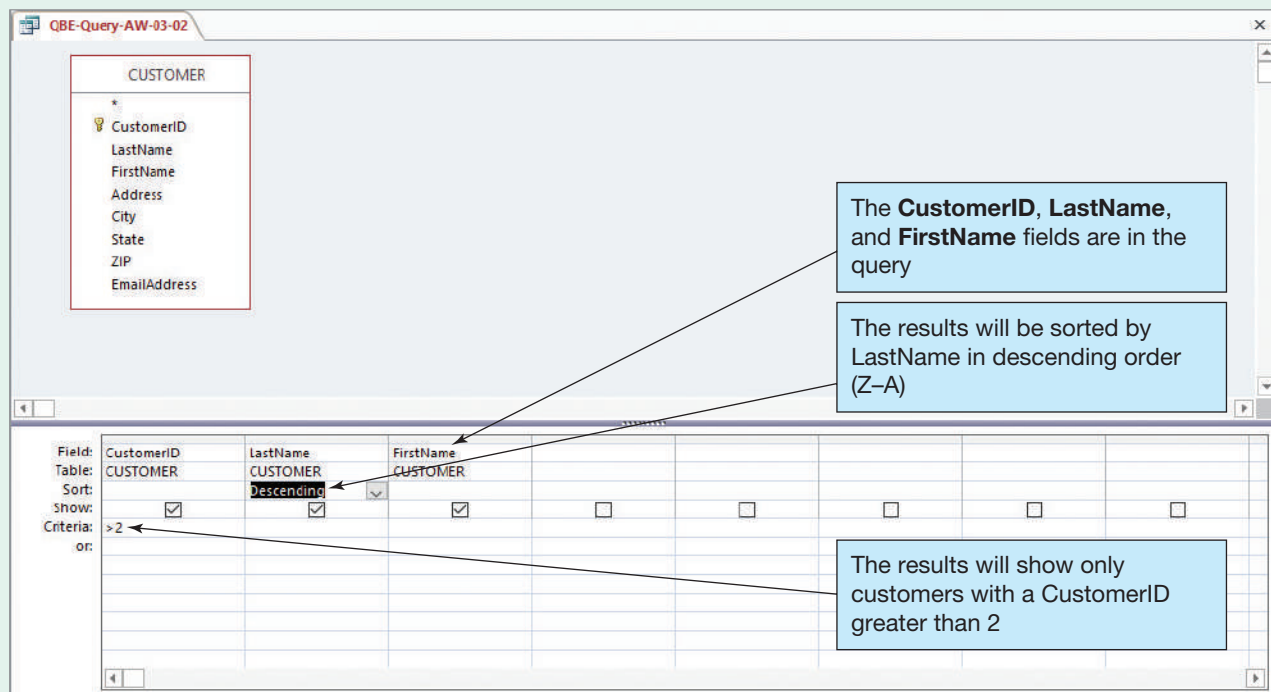 QBE-Query-AW-03-02
CUSTOMER
*
CustomerID
LastName
FirstName
Address
City
State
ZIP
EmailAddress
The CustomerID, LastName,
and FirstName fields are in the
query
The results will be sorted by
LastName in descending order
(Z–A)
Field: CustomerID LastName FirstName
Table: CUSTOMER CUSTOMER CUSTOMER
Sort: Descending
Show:
Criteria: >2
or:
The results will show only
customers with a CustomerID
greater than 2